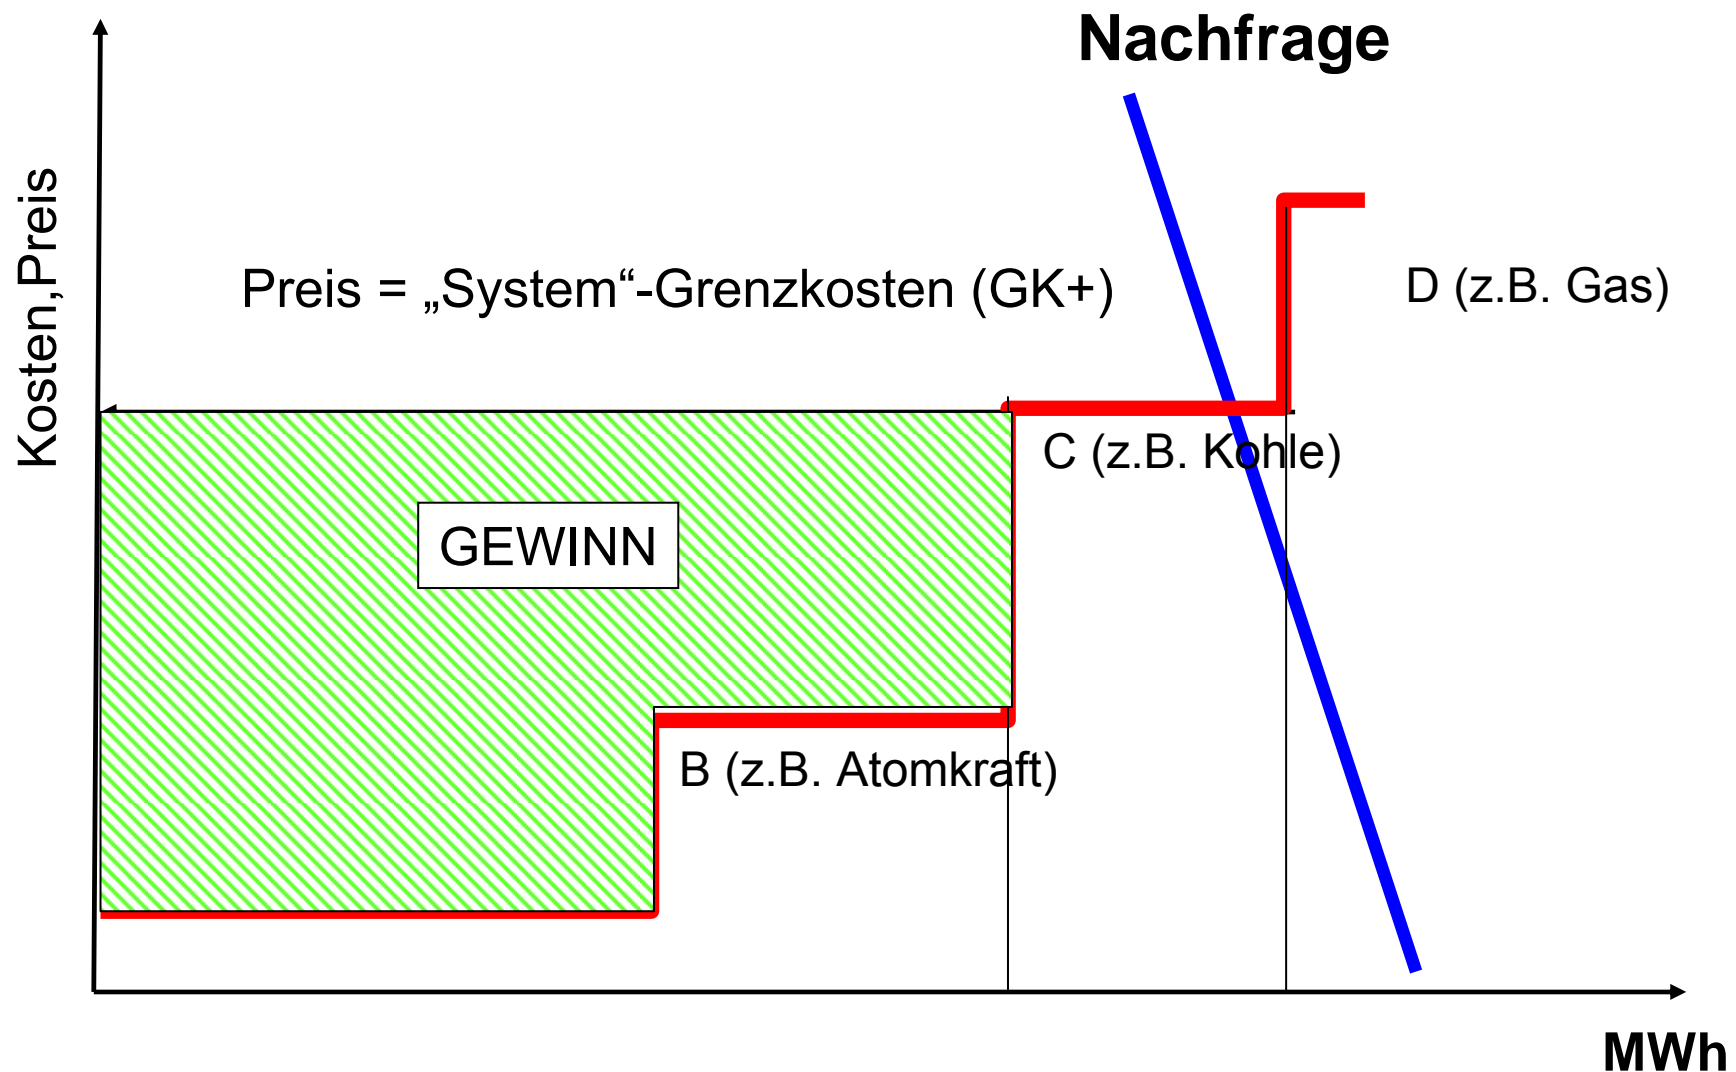 Nachfrage
Kosten,Preis
Preis = „System“-Grenzkosten (GK+)
D (z.B. Gas)
C (z.B. Kohle)
GEWINN
B (z.B. Atomkraft)
MWh